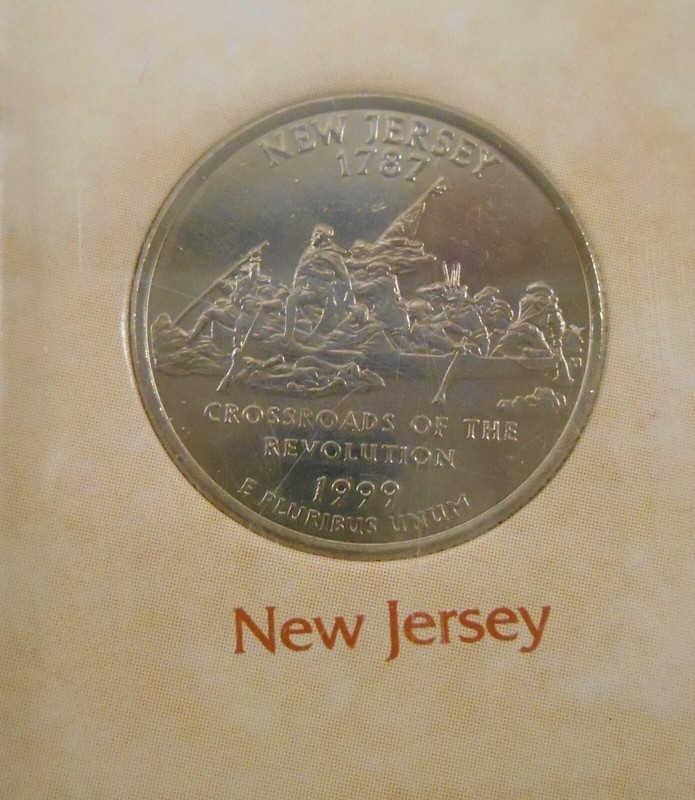 NEW JERSEY
1787
CROSSROADS OF THE
REVOLUTION
1999
E PLURIBUS UNUM
New Jersey